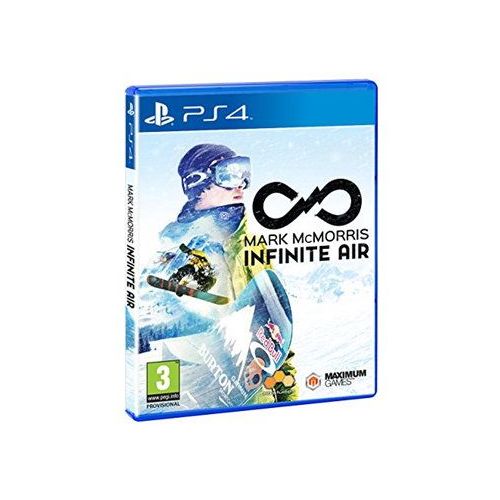 PS4
MARK McMORRIS INFINITE AIR
MARK McMORRIS
INFINITE AIR
Red Bull
BURTON
3
www.pegi.info
PROVISIONAL
MAXIMUM
GAMES